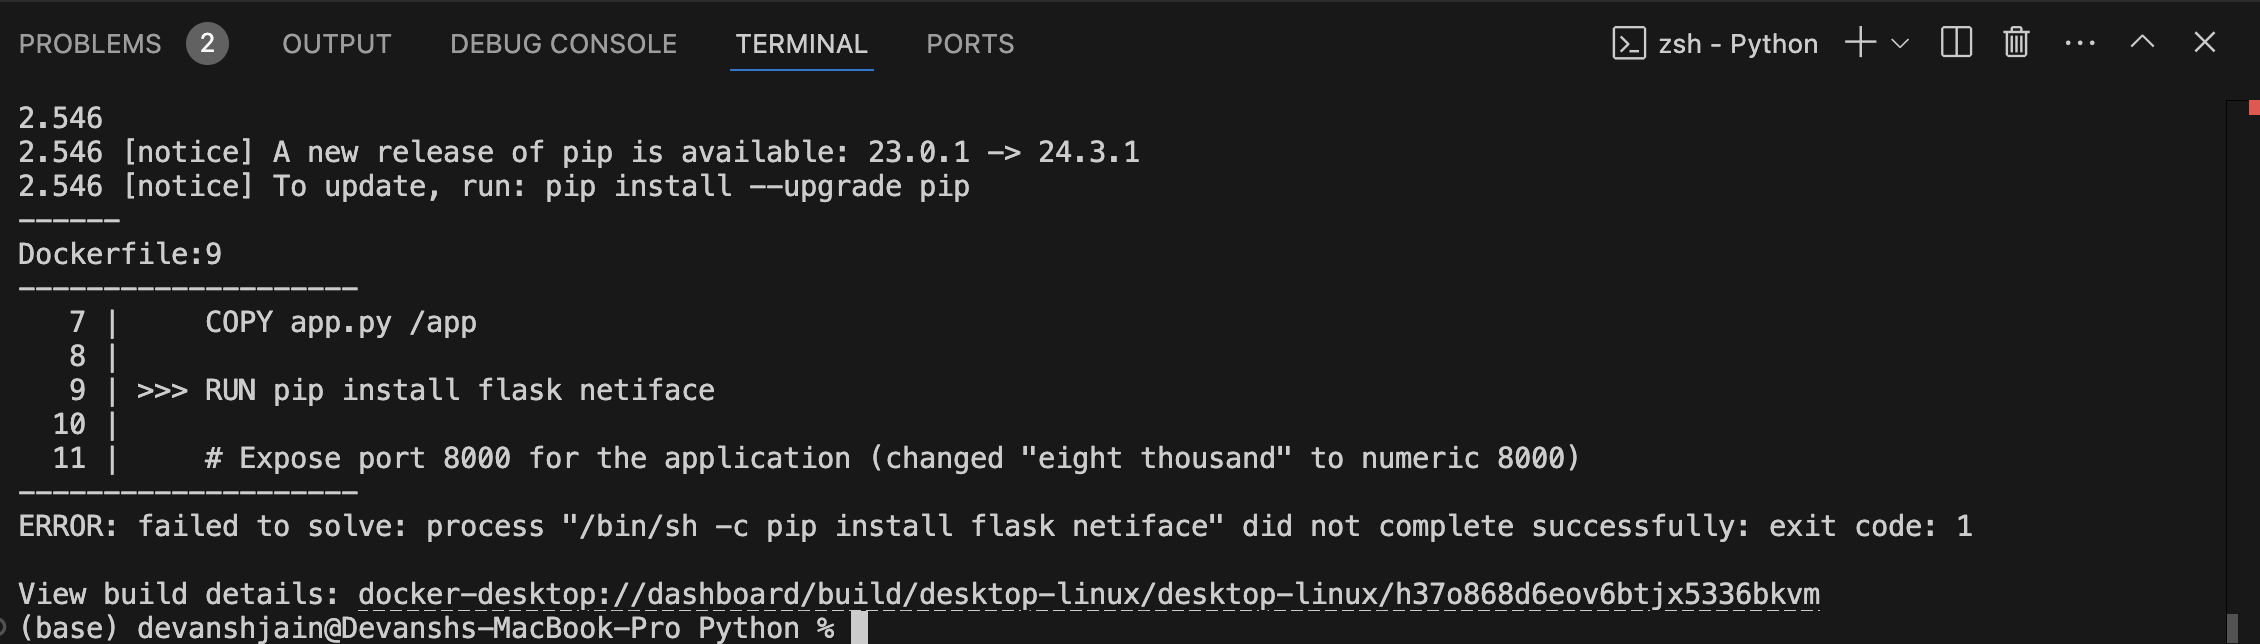 PROBLEMS 2 OUTPUT DEBUG CONSOLE TERMINAL PORTS zsh - Python
2.546
2.546 [notice] A new release of pip is available: 23.0.1 -> 24.3.1
2.546 [notice] To update, run: pip install --upgrade pip
------
Dockerfile:9
--------------------
   7 |     COPY app.py /app
   8 |
   9 | >>> RUN pip install flask netiface
  10 |
  11 |     # Expose port 8000 for the application (changed "eight thousand" to numeric 8000)
--------------------
ERROR: failed to solve: process "/bin/sh -c pip install flask netiface" did not complete successfully: exit code: 1

View build details: docker-desktop://dashboard/build/desktop-linux/desktop-linux/h37o868d6eov6btjx5336bkvm
(base) devanshjain@Devanshs-MacBook-Pro Python %